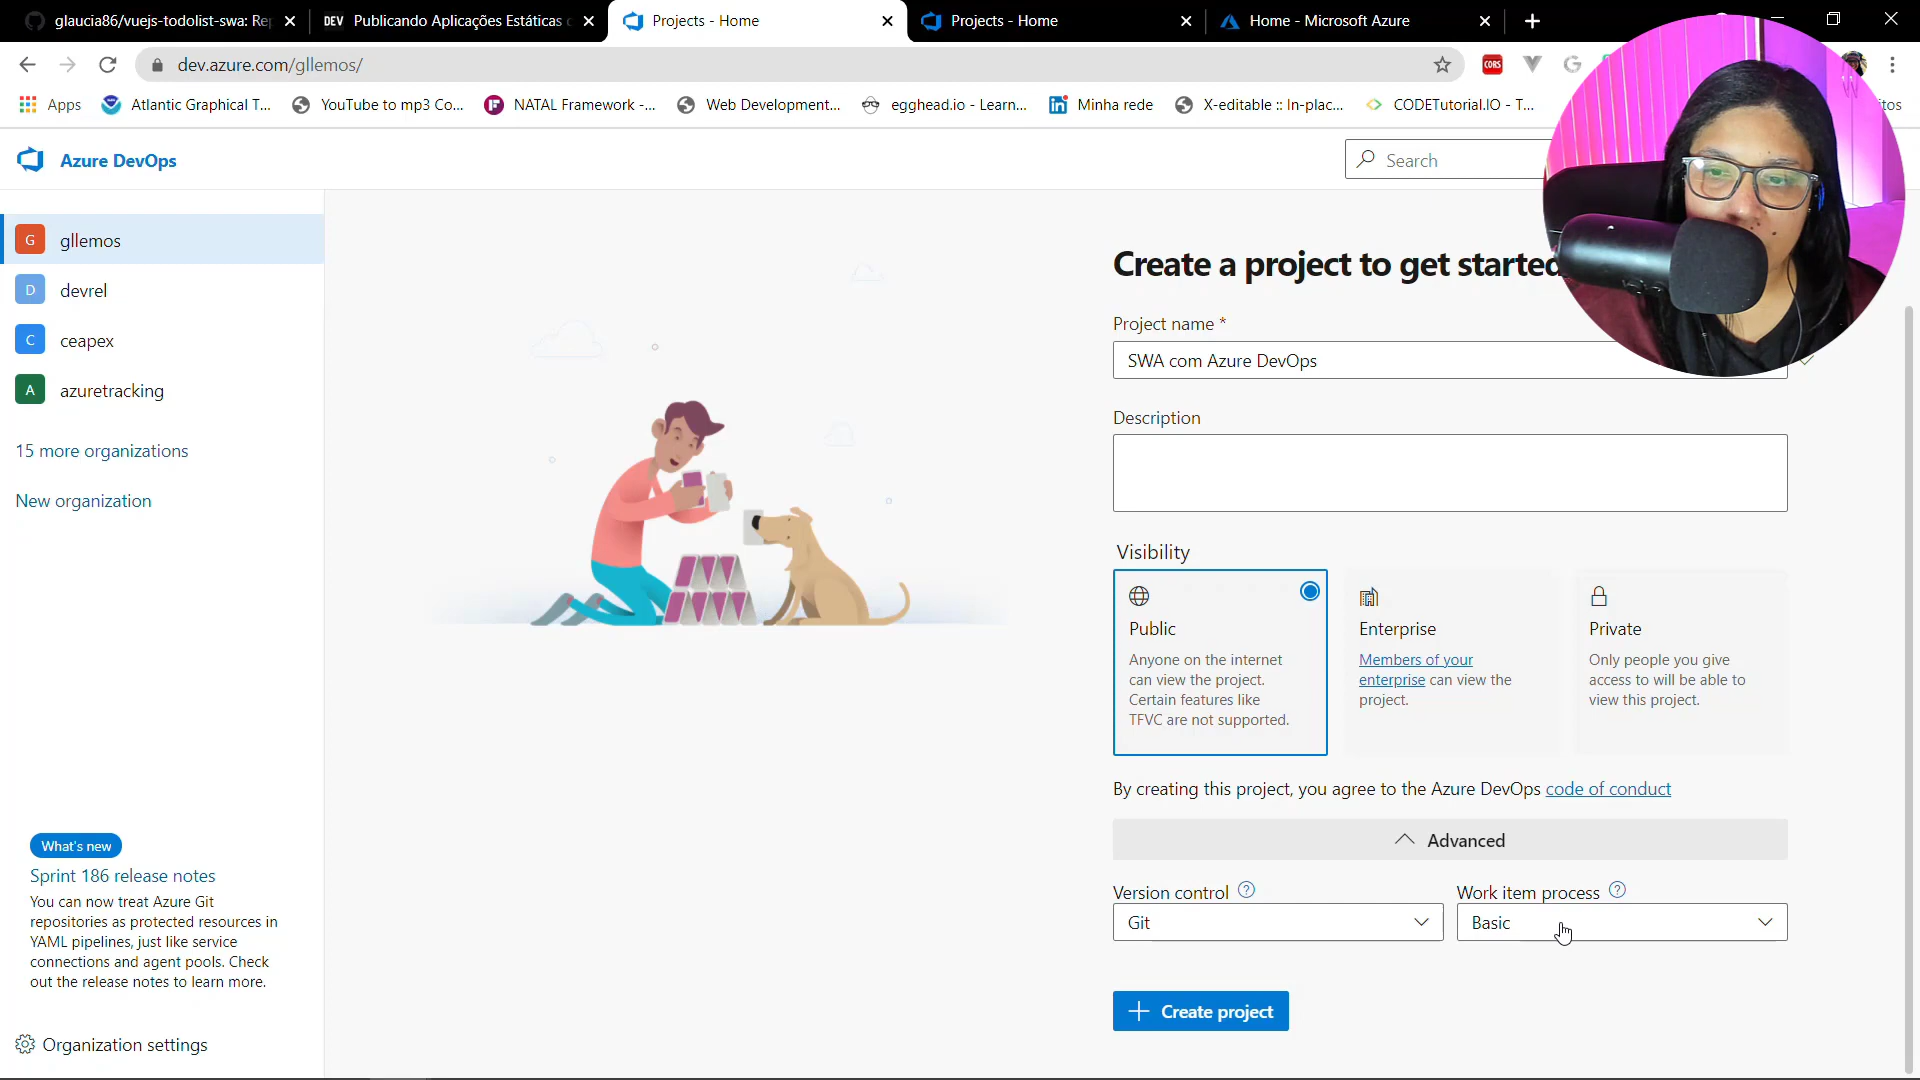 glaucia86/vuejs-todolist-swa: Re
DEV Publicando Aplicações Estáticas
Projects - Home
Projects - Home
Home - Microsoft Azure
dev.azure.com/gllemos/
CORS
Apps
Atlantic Graphical T...
YouTube to mp3 Co...
NATAL Framework -...
Web Development...
egghead.io - Learn...
Minha rede
X-editable :: In-plac...
CODETutorial.IO - T...
Azure DevOps
Search
G gllemos
D devrel
C ceapex
A azuretracking
15 more organizations
New organization
What's new
Sprint 186 release notes
You can now treat Azure Git
repositories as protected resources in
YAML pipelines, just like service
connections and agent pools. Check
out the release notes to learn more.
Organization settings
Create a project to get started
Project name *
SWA com Azure DevOps
Description
Visibility
Public
Anyone on the internet
can view the project.
Certain features like
TFVC are not supported.
Enterprise
Members of your
enterprise can view the
project.
Private
Only people you give
access to will be able to
view this project.
By creating this project, you agree to the Azure DevOps code of conduct
Advanced
Version control
Git
Work item process
Basic
Create project